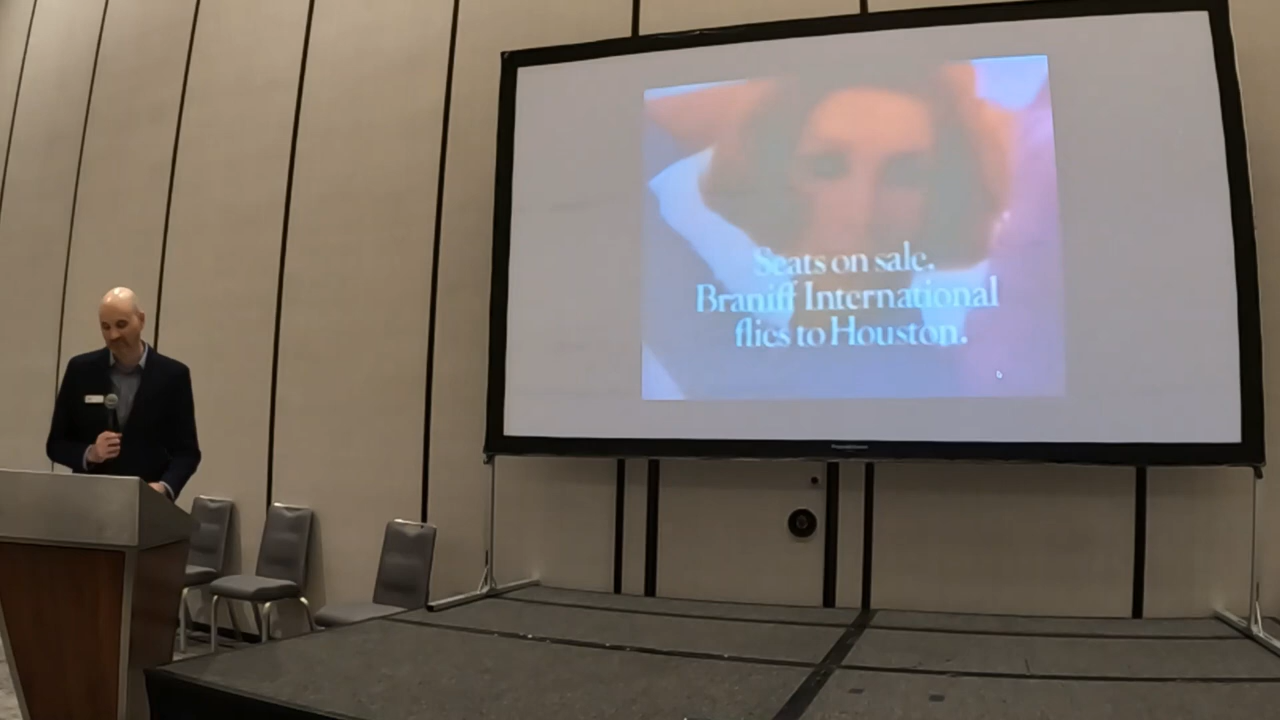 Seats on sale.
Braniff International
flies to Houston.